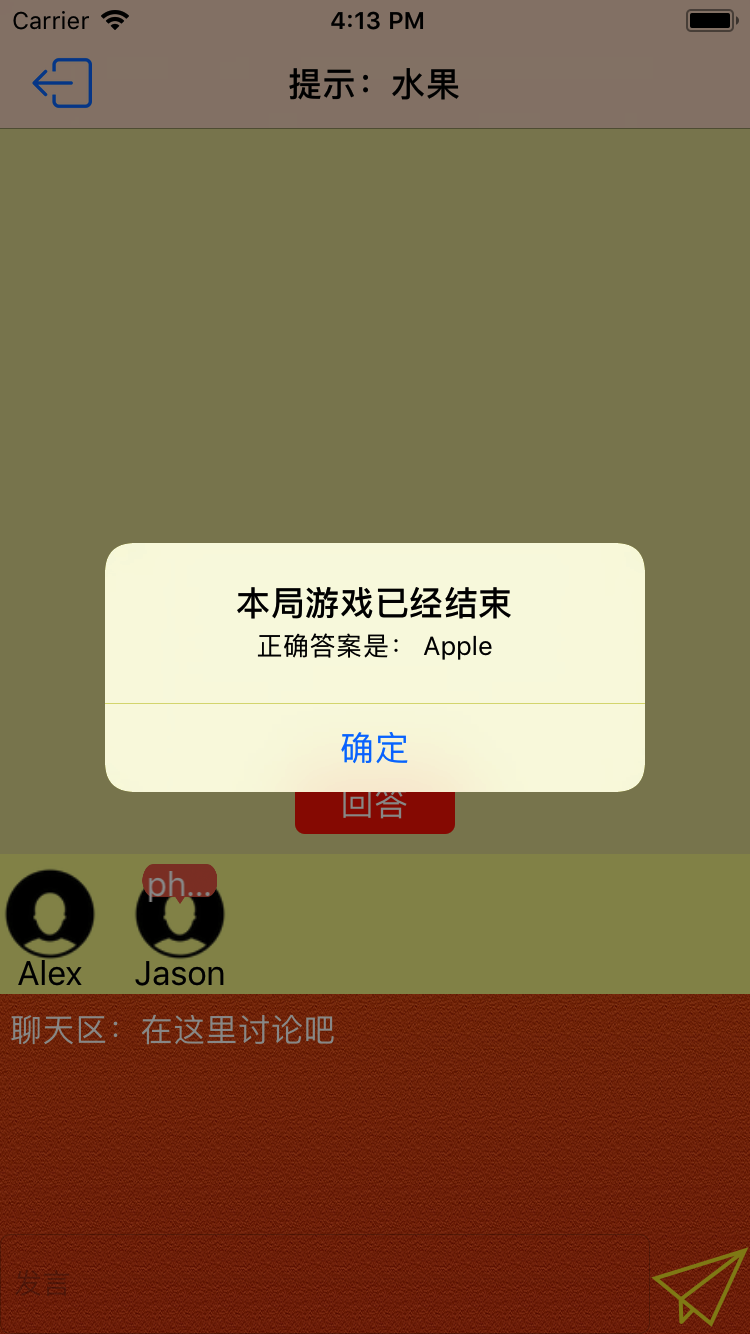 Carrier 4:13 PM
提示：水果
本局游戏已经结束
正确答案是： Apple
确定
回答
ph...
Alex Jason
聊天区：在这里讨论吧
发言